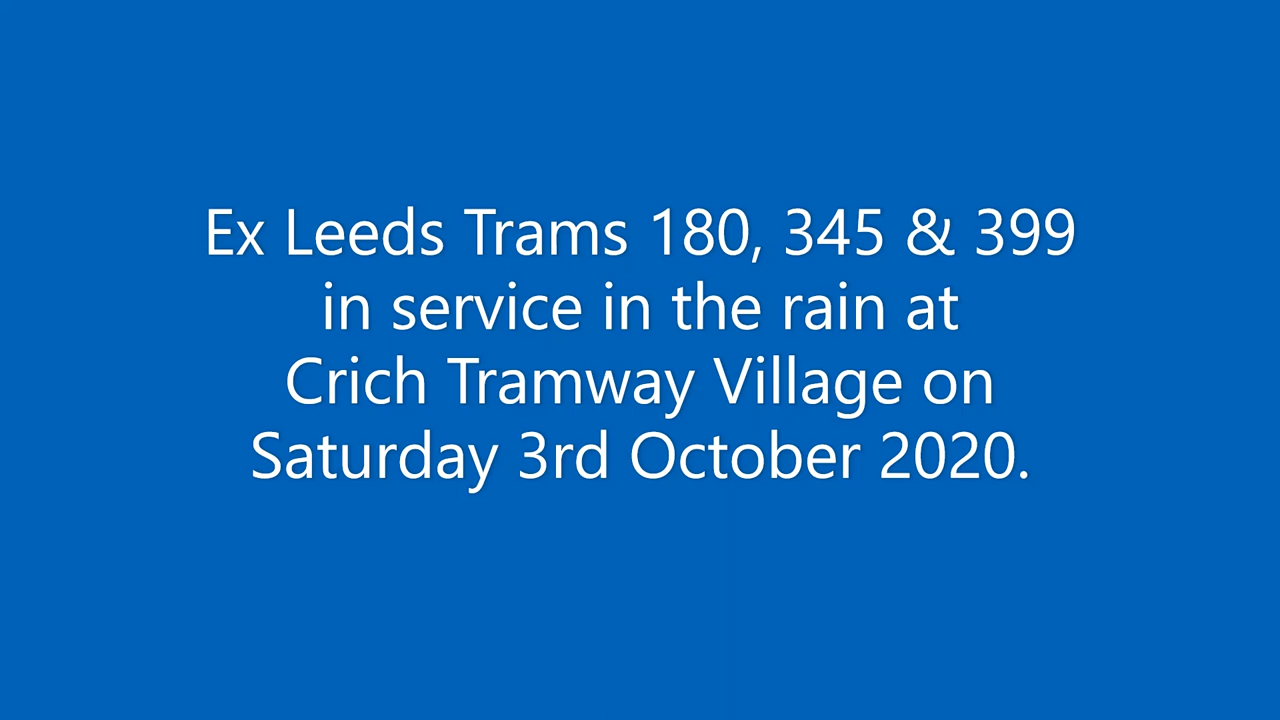 Ex Leeds Trams 180, 345 & 399
in service in the rain at
Crich Tramway Village on
Saturday 3rd October 2020.